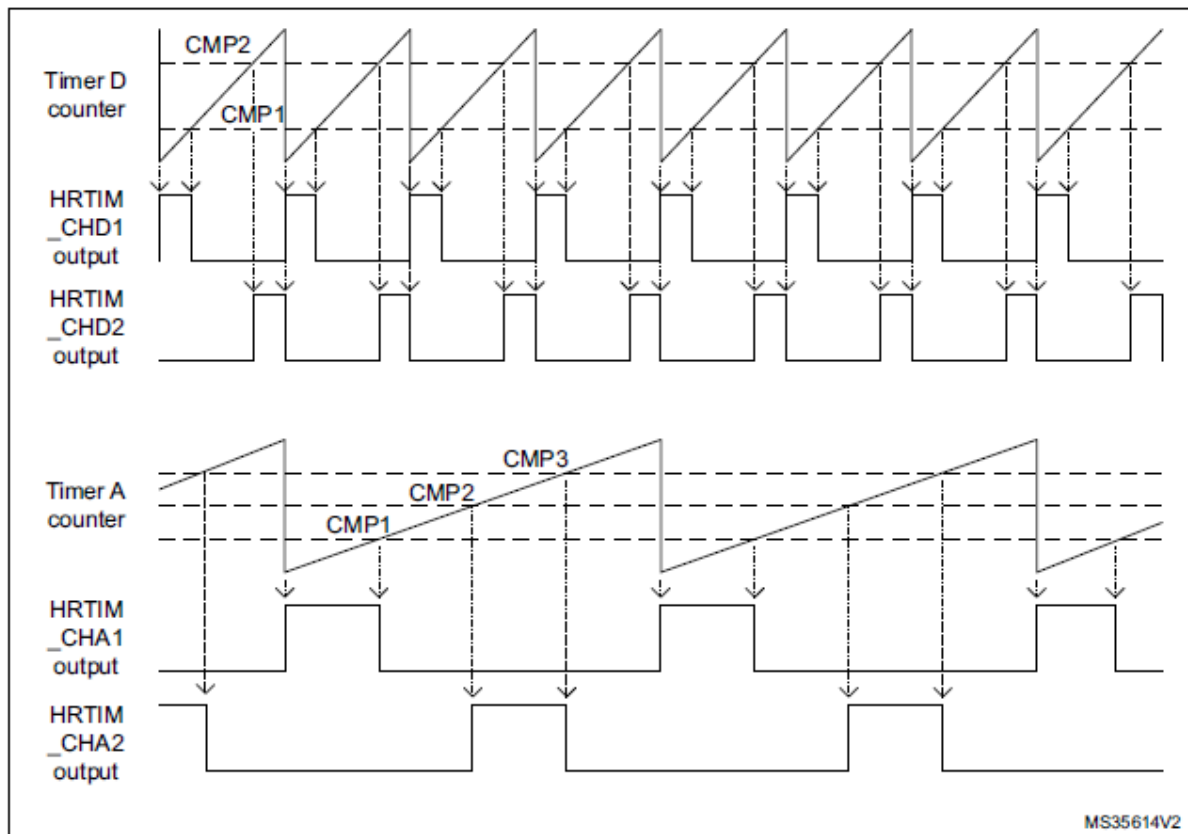 CMP2
Timer D
counter
CMP1
HRTIM
_CHD1
output
HRTIM
_CHD2
output
CMP3
Timer A
counter
CMP2
CMP1
HRTIM
_CHA1
output
HRTIM
_CHA2
output
MS35614V2